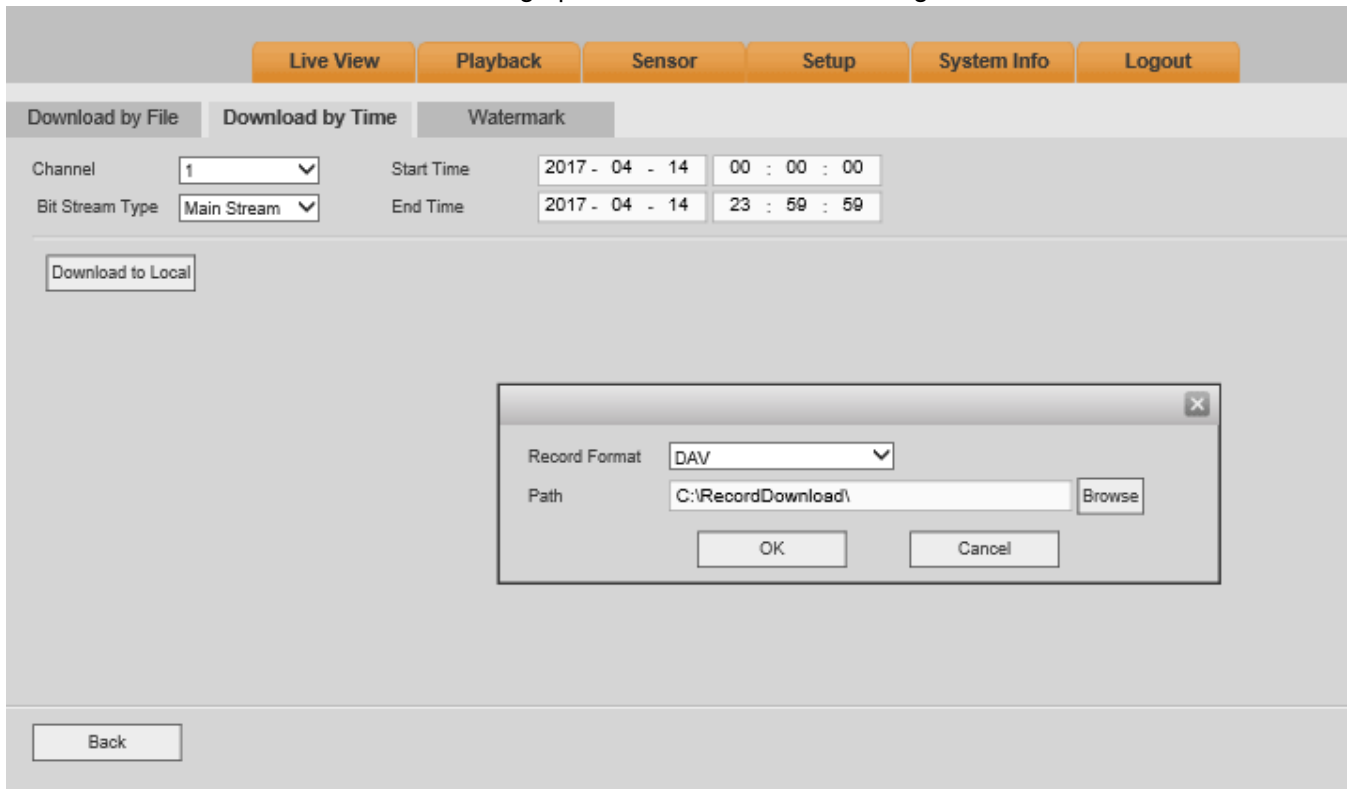 Live View Playback Sensor Setup System Info Logout
Download by File Download by Time Watermark
Channel 1 Start Time 2017 - 04 - 14 00 : 00 : 00
Bit Stream Type Main Stream End Time 2017 - 04 - 14 23 : 59 : 59
Download to Local
Record Format DAV
Path C:\RecordDownload\ Browse
OK Cancel
Back